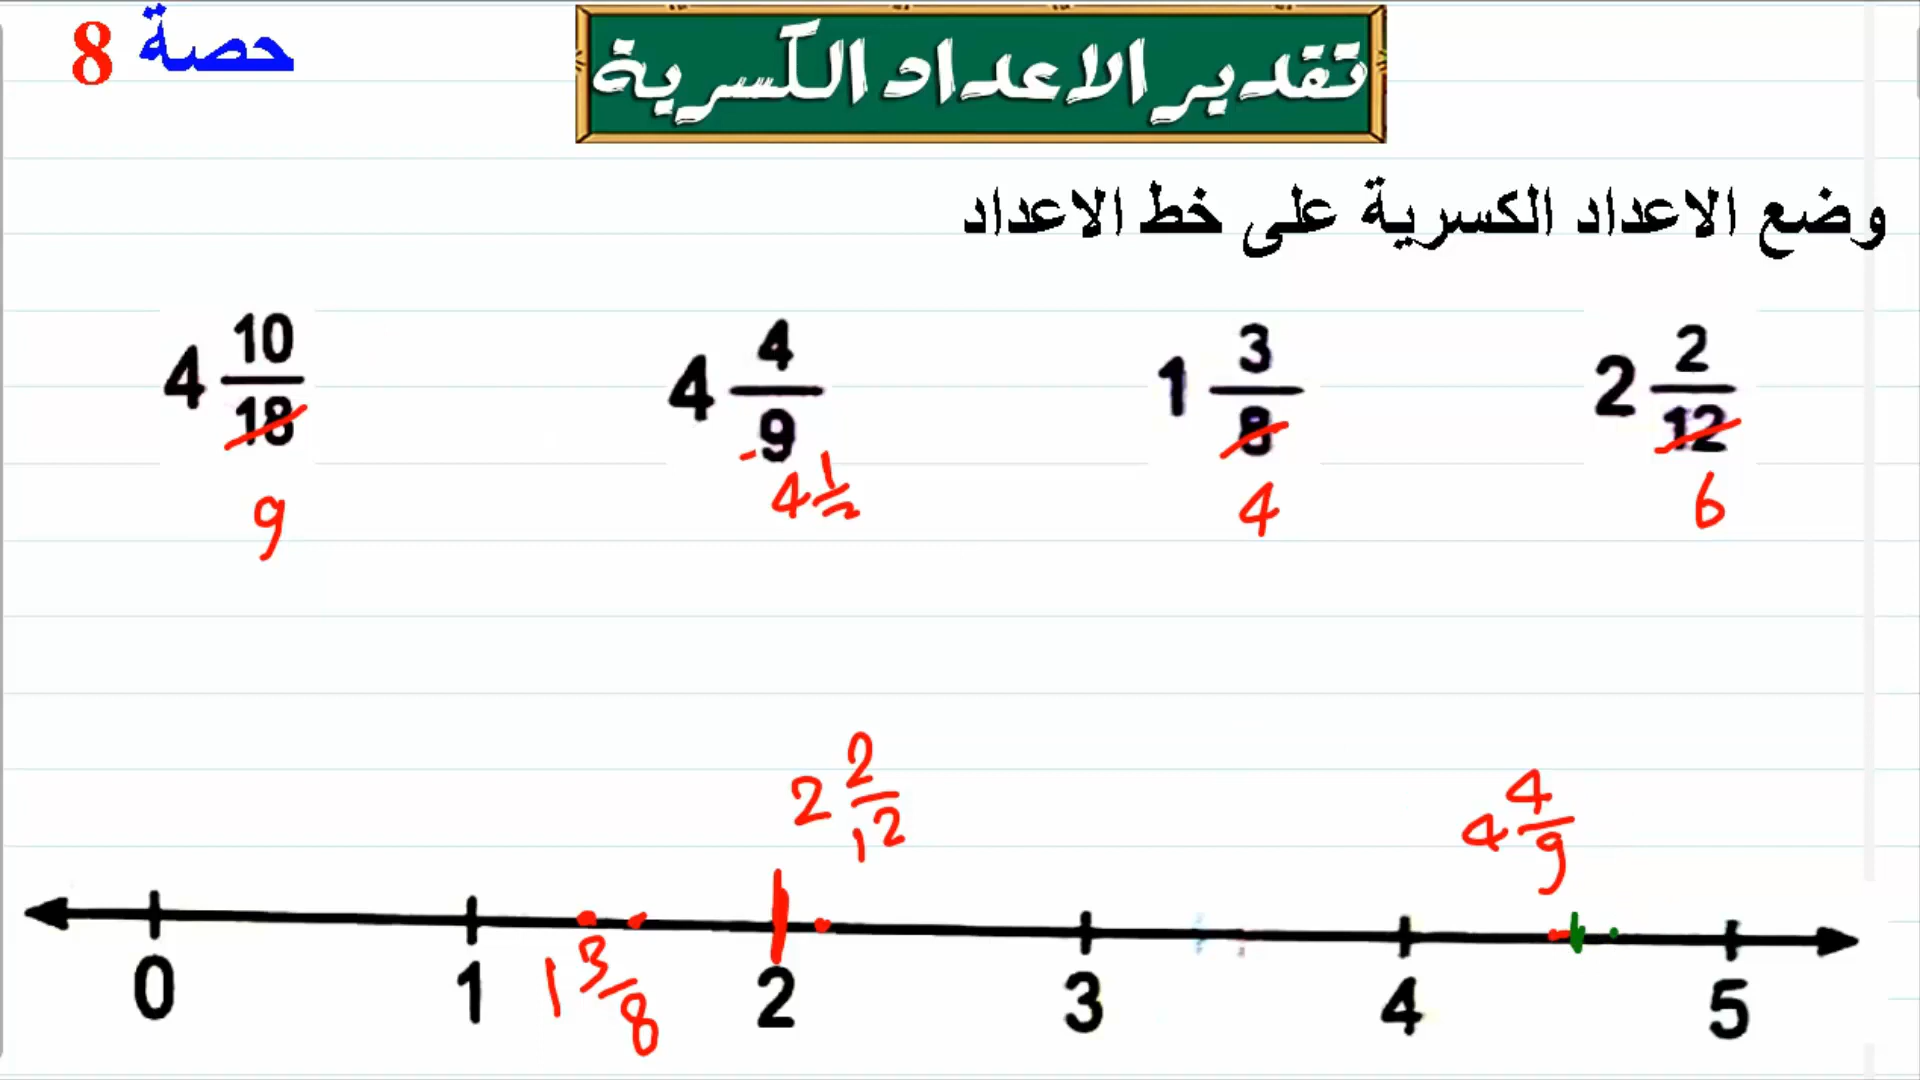 حصة 8
تقدير الاعداد الكسرية
وضع الاعداد الكسرية على خط الاعداد
4 10/18 4 4/9 1 3/8 2 2/12
9 4 1/2 4 6
2 2/12 4 4/9
0 1 1 3/8 2 3 4 5